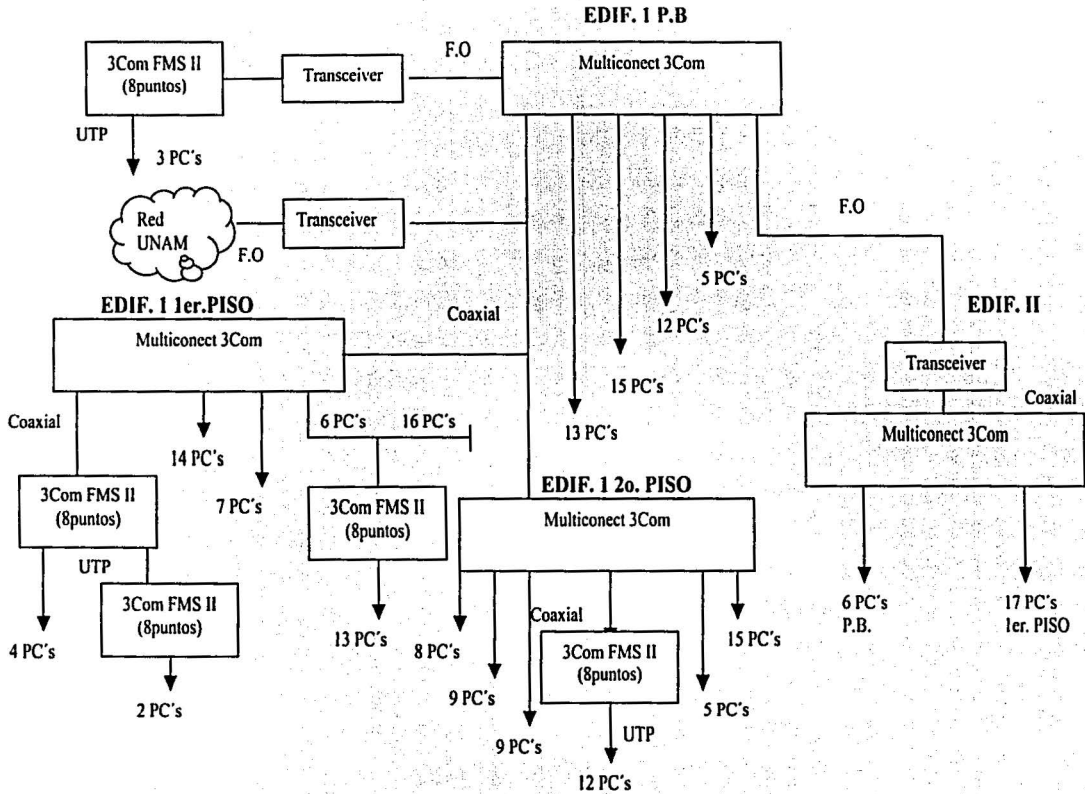 EDIF. 1 P.B
3Com FMS II
(8puntos)
Transceiver
F.O
Multiconect 3Com
UTP
3 PC's
Red
UNAM
F.O
Transceiver
F.O
5 PC's
12 PC's
15 PC's
13 PC's
Coaxial
EDIF. 1 1er.PISO
Multiconect 3Com
Coaxial
14 PC's
7 PC's
6 PC's
16 PC's
3Com FMS II
(8puntos)
UTP
4 PC's
3Com FMS II
(8puntos)
2 PC's
3Com FMS II
(8puntos)
13 PC's
EDIF. 1 2o. PISO
Multiconect 3Com
8 PC's
9 PC's
9 PC's
Coaxial
3Com FMS II
(8puntos)
UTP
12 PC's
5 PC's
15 PC's
EDIF. II
Transceiver
Coaxial
Multiconect 3Com
6 PC's
P.B.
17 PC's
1er. PISO